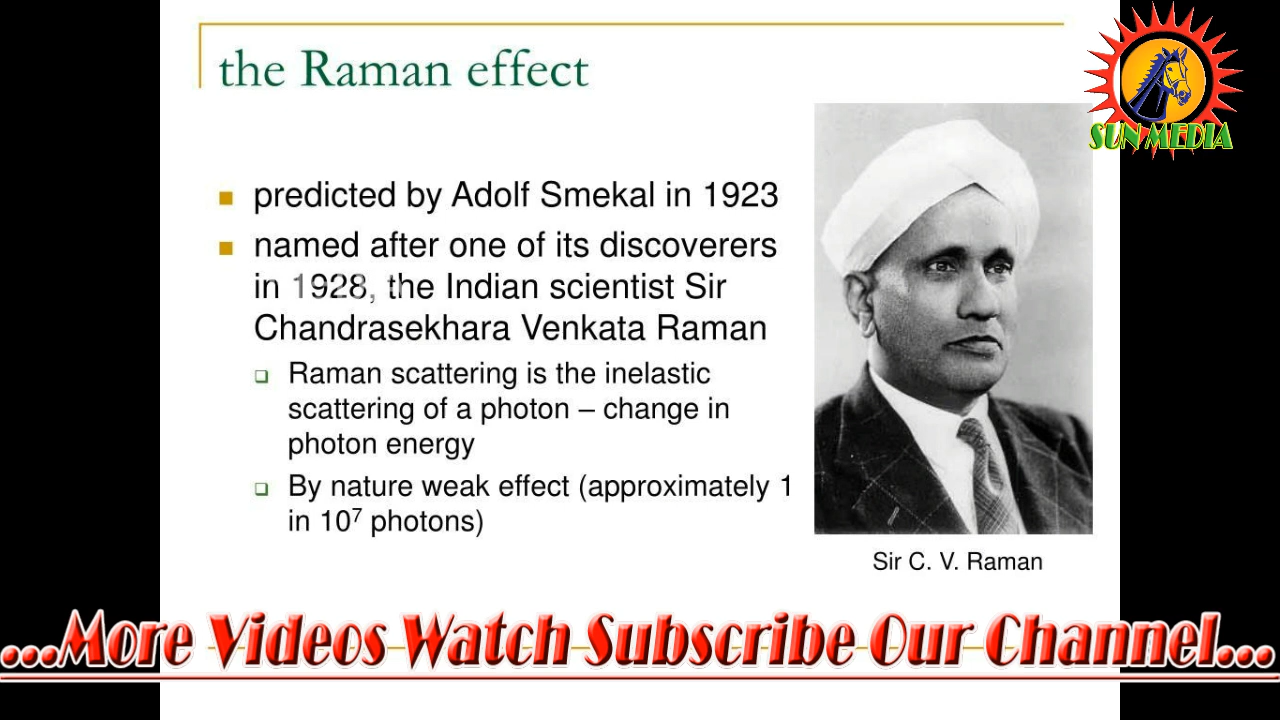 the Raman effect
SUN MEDIA
predicted by Adolf Smekal in 1923
named after one of its discoverers
in 1928, the Indian scientist Sir
Chandrasekhara Venkata Raman
Raman scattering is the inelastic
scattering of a photon – change in
photon energy
By nature weak effect (approximately 1
in 10⁷ photons)
Sir C. V. Raman
...More Videos Watch Subscribe Our Channel...